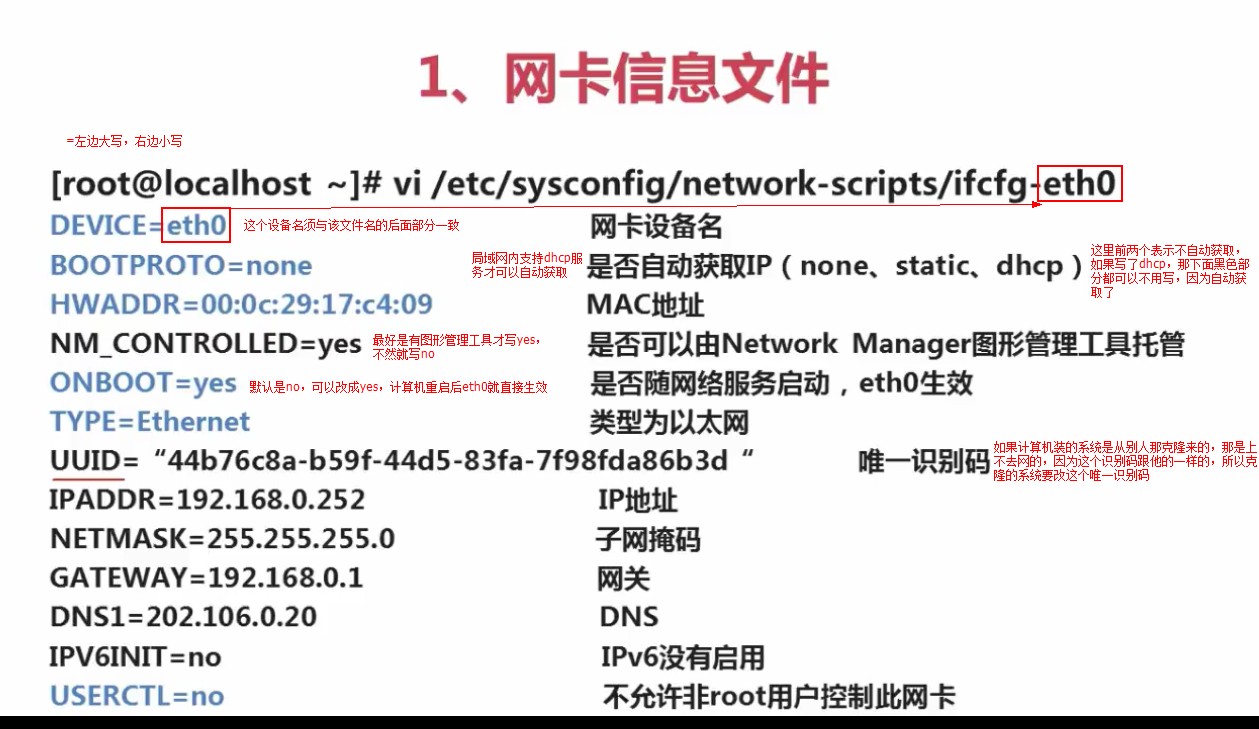 1、网卡信息文件
=左边大写，右边小写
[root@localhost ~]# vi /etc/sysconfig/network-scripts/ifcfg-eth0
DEVICE=eth0 这个设备名须与该文件名的后面部分一致 网卡设备名
BOOTPROTO=none 局域网内支持dhcp服
务才可以自动获取 是否自动获取IP（none、static、dhcp） 这里前两个表示不自动获取，
如果写了dhcp，那下面黑色部
分都可以不用写，因为自动获
取了
HWADDR=00:0c:29:17:c4:09 MAC地址
NM_CONTROLLED=yes 最好是有图形管理工具才写yes，
不然就写no 是否可以由Network Manager图形管理工具托管
ONBOOT=yes 默认是no，可以改成yes，计算机重启后eth0就直接生效 是否随网络服务启动，eth0生效
TYPE=Ethernet 类型为以太网
UUID=“44b76c8a-b59f-44d5-83fa-7f98fda86b3d“ 唯一识别码 如果计算机装的系统是从别人那克隆来的，那是上
不去网的，因为这个识别码跟他的一样的，所以克
隆的系统要改这个唯一识别码
IPADDR=192.168.0.252 IP地址
NETMASK=255.255.255.0 子网掩码
GATEWAY=192.168.0.1 网关
DNS1=202.106.0.20 DNS
IPV6INIT=no IPv6没有启用
USERCTL=no 不允许非root用户控制此网卡